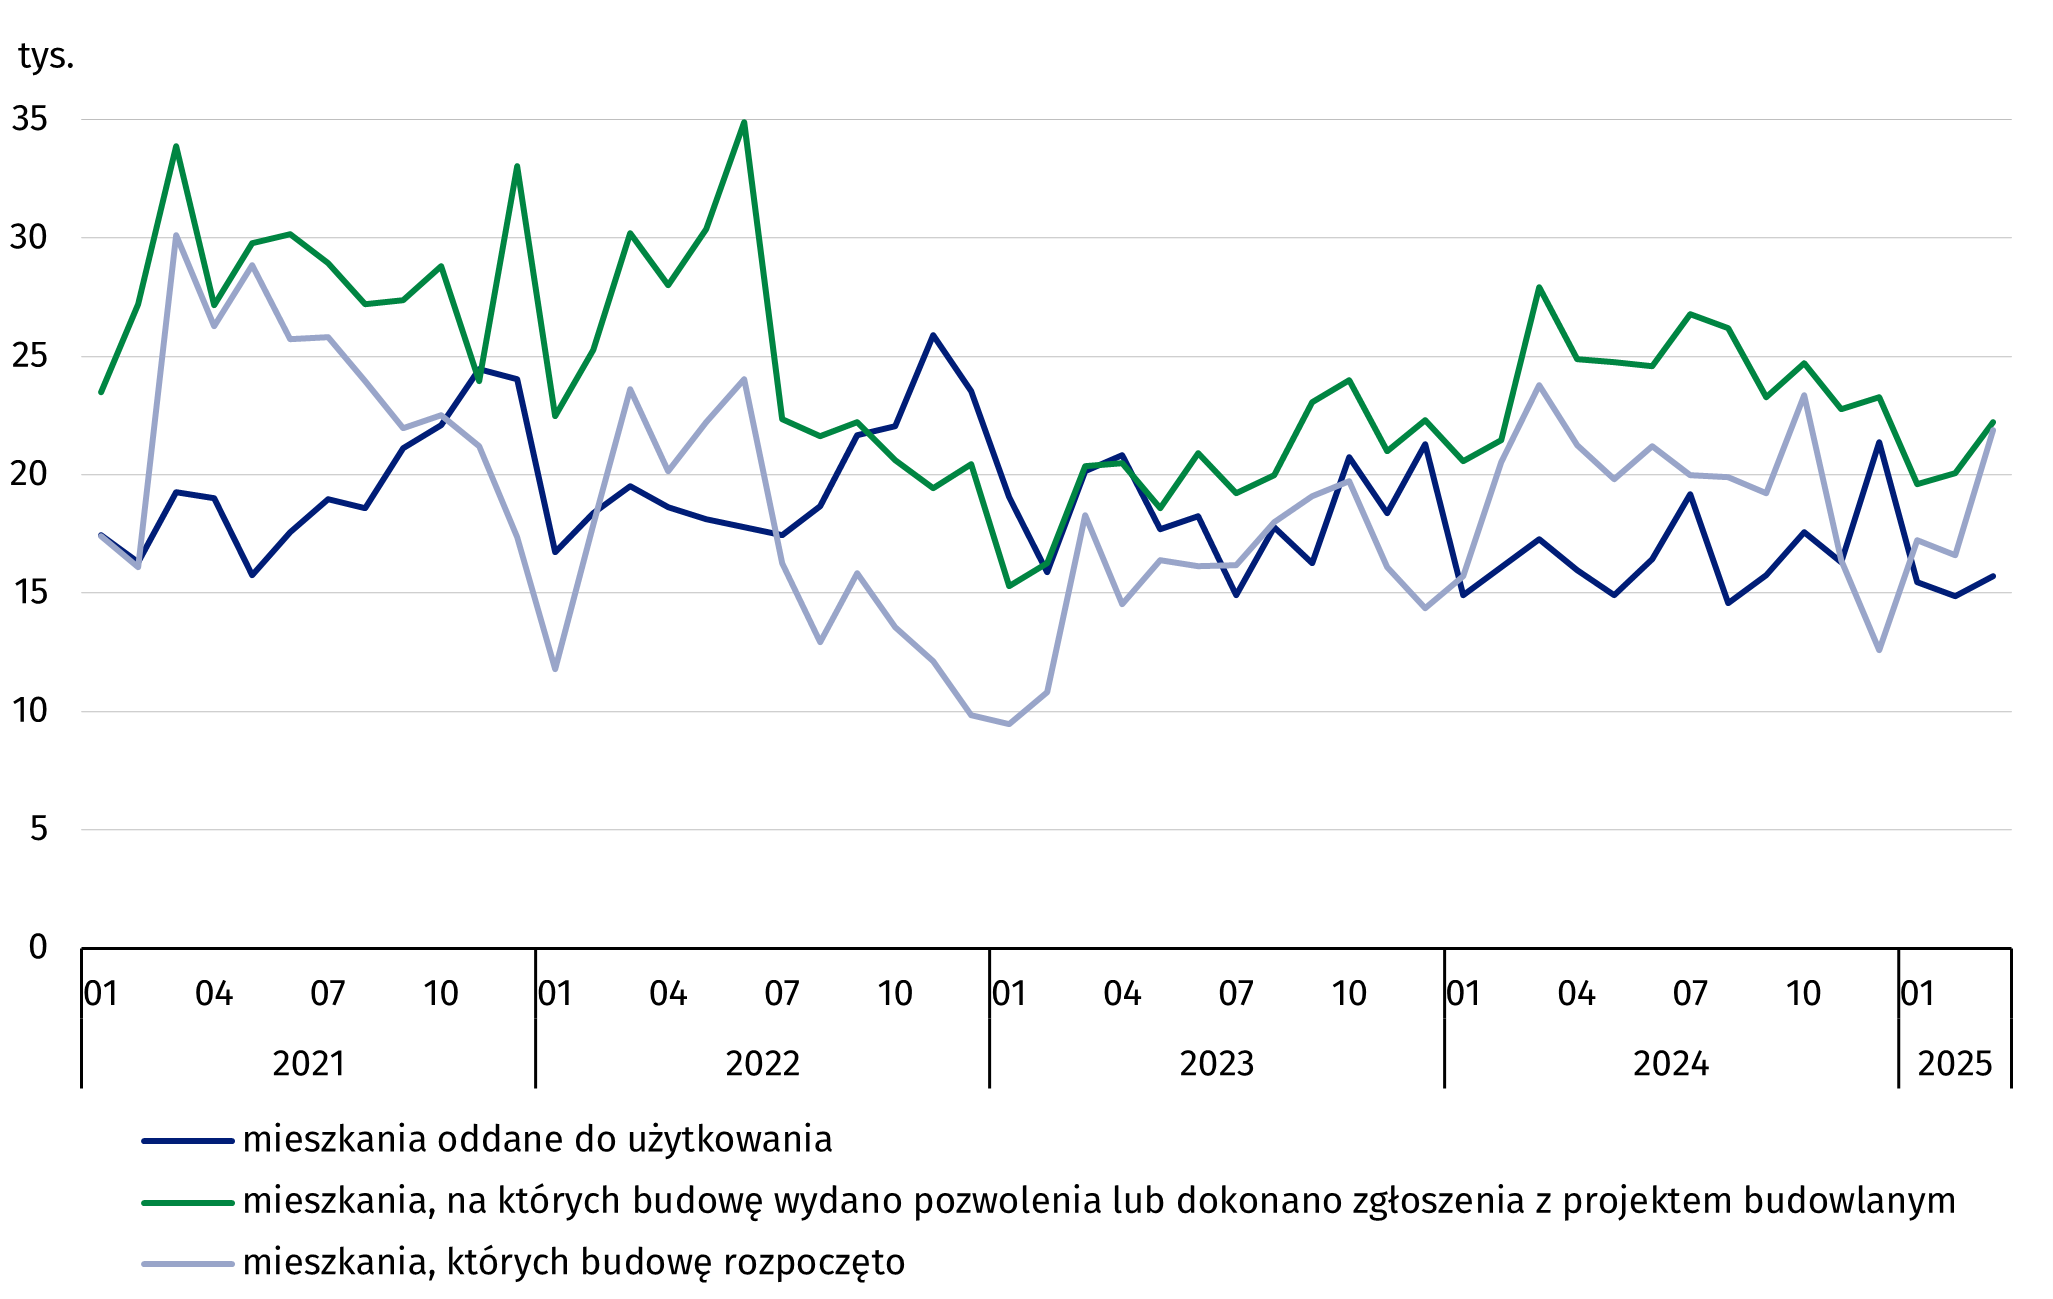 tys.
35
30
25
20
15
10
5
0
01 04 07 10 01 04 07 10 01 04 07 10 01 04 07 10 01
2021 2022 2023 2024 2025
mieszkania oddane do użytkowania
mieszkania, na których budowę wydano pozwolenia lub dokonano zgłoszenia z projektem budowlanym
mieszkania, których budowę rozpoczęto